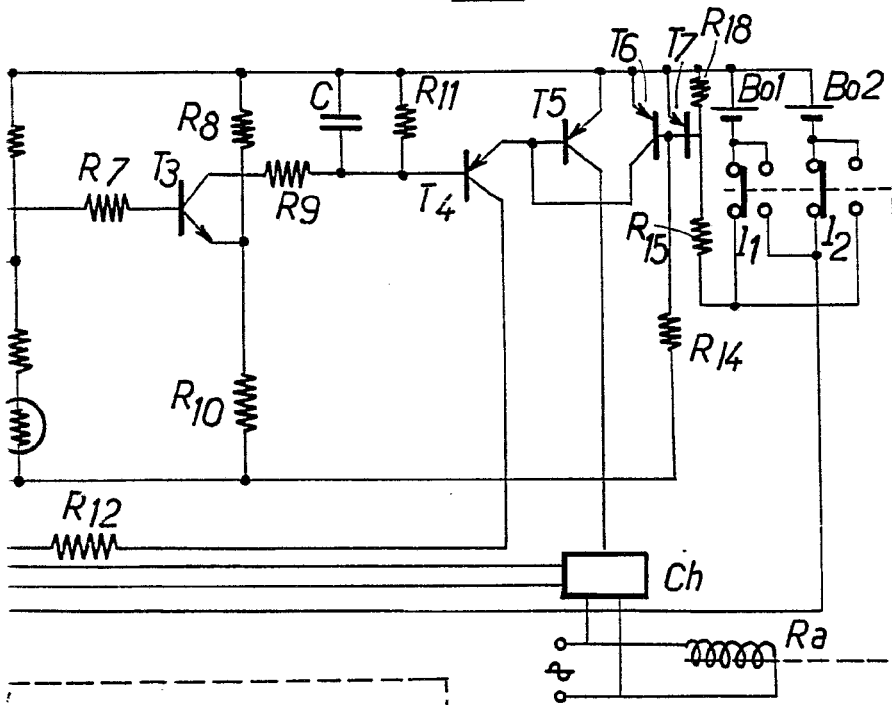 T6 T7 R18
C R11 T5 Bo1 Bo2
R8
R7 T3
R9 T4
R15 I1 I2
R14
R10
R12
Ch
Ra